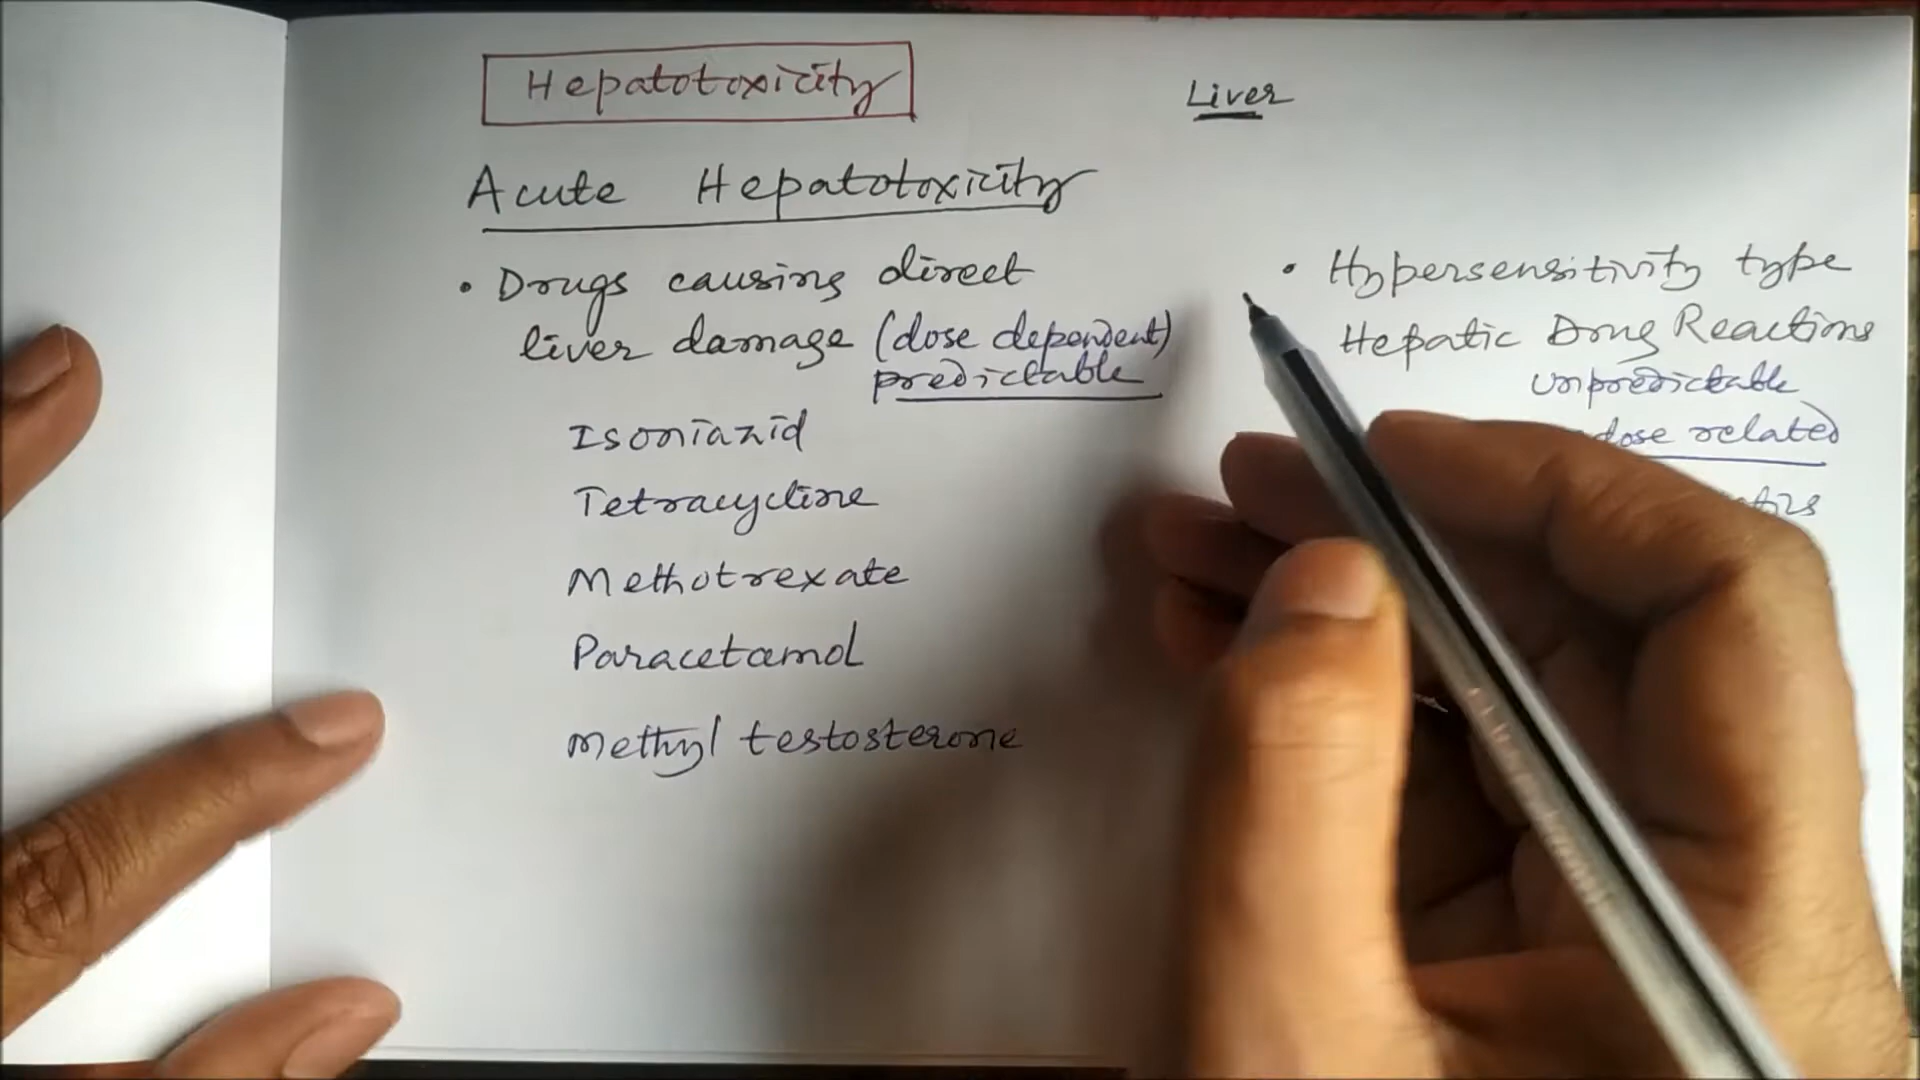 Hepatotoxicity
Liver
Acute Hepatotoxicity
• Drugs causing direct
liver damage (dose dependent)
predictable
Isoniazid
Tetracycline
Methotrexate
Paracetamol
Methyl testosterone
• Hypersensitivity type
Hepatic Drug Reactions
Unpredictable
dose related